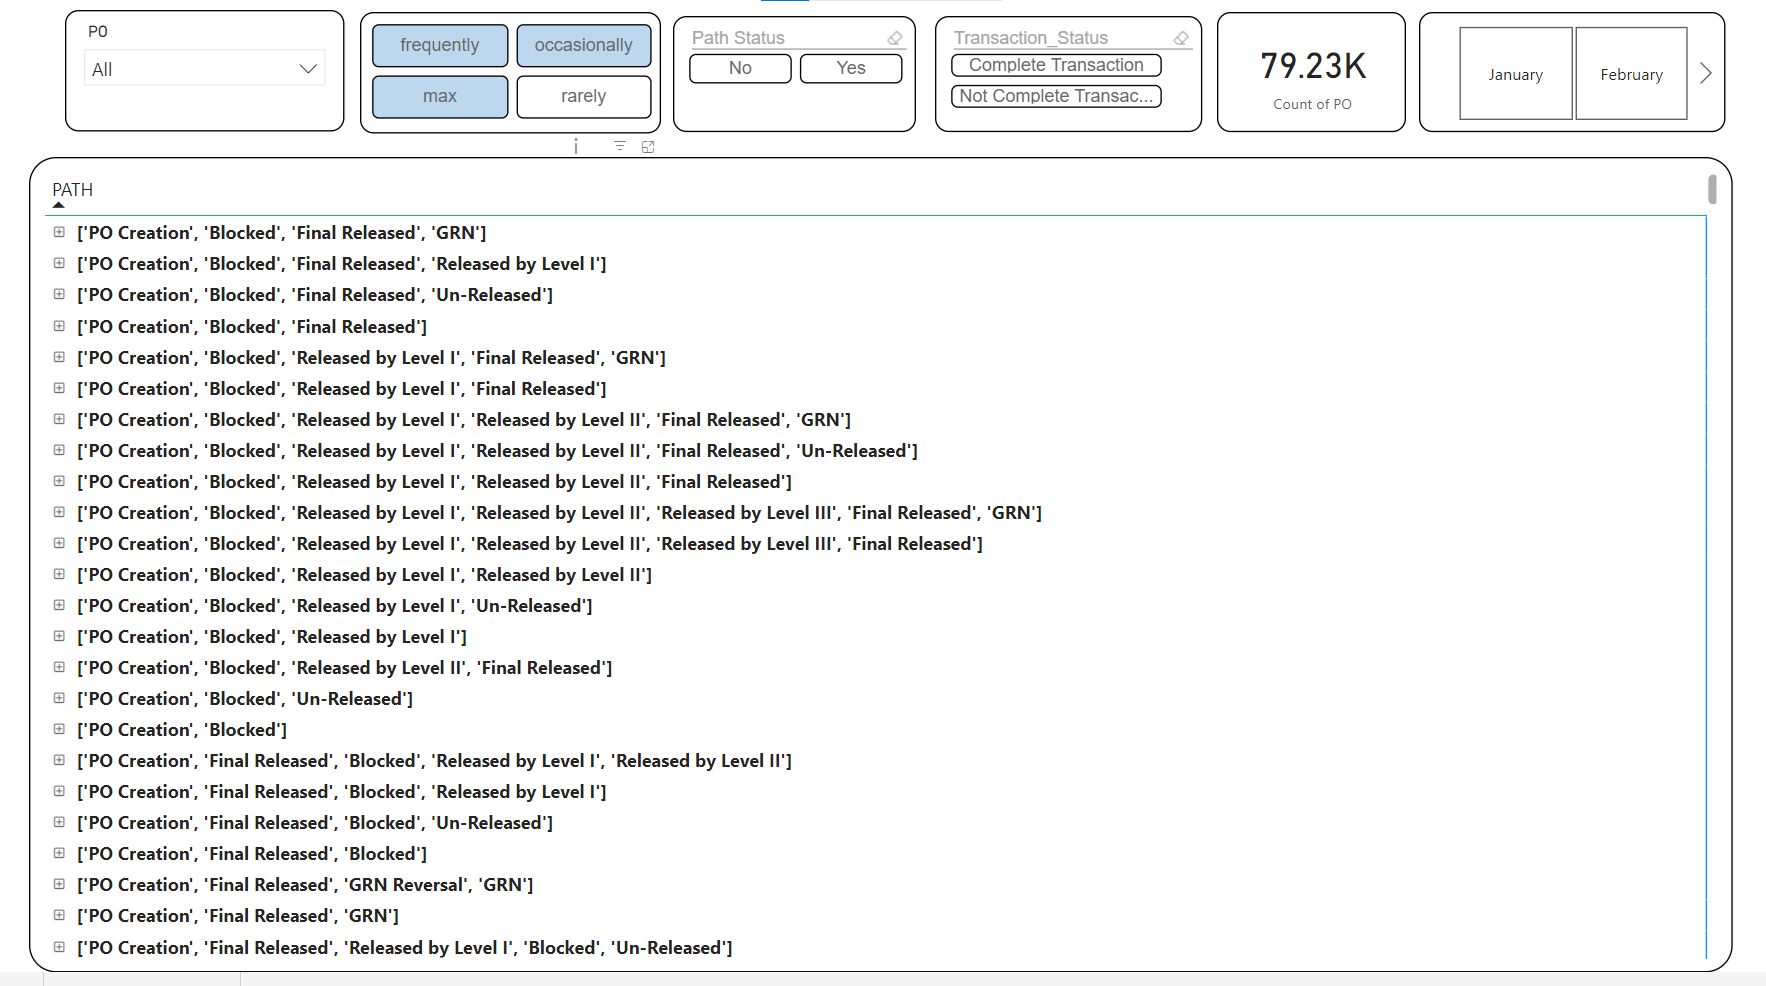 PO
All
frequently
occasionally
max
rarely
Path Status
No
Yes
Transaction_Status
Complete Transaction
Not Complete Transac...
79.23K
Count of PO
January
February
PATH
['PO Creation', 'Blocked', 'Final Released', 'GRN']
['PO Creation', 'Blocked', 'Final Released', 'Released by Level I']
['PO Creation', 'Blocked', 'Final Released', 'Un-Released']
['PO Creation', 'Blocked', 'Final Released']
['PO Creation', 'Blocked', 'Released by Level I', 'Final Released', 'GRN']
['PO Creation', 'Blocked', 'Released by Level I', 'Final Released']
['PO Creation', 'Blocked', 'Released by Level I', 'Released by Level II', 'Final Released', 'GRN']
['PO Creation', 'Blocked', 'Released by Level I', 'Released by Level II', 'Final Released', 'Un-Released']
['PO Creation', 'Blocked', 'Released by Level I', 'Released by Level II', 'Final Released']
['PO Creation', 'Blocked', 'Released by Level I', 'Released by Level II', 'Released by Level III', 'Final Released', 'GRN']
['PO Creation', 'Blocked', 'Released by Level I', 'Released by Level II', 'Released by Level III', 'Final Released']
['PO Creation', 'Blocked', 'Released by Level I', 'Released by Level II']
['PO Creation', 'Blocked', 'Released by Level I', 'Un-Released']
['PO Creation', 'Blocked', 'Released by Level I']
['PO Creation', 'Blocked', 'Released by Level II', 'Final Released']
['PO Creation', 'Blocked', 'Un-Released']
['PO Creation', 'Blocked']
['PO Creation', 'Final Released', 'Blocked', 'Released by Level I', 'Released by Level II']
['PO Creation', 'Final Released', 'Blocked', 'Released by Level I']
['PO Creation', 'Final Released', 'Blocked', 'Un-Released']
['PO Creation', 'Final Released', 'Blocked']
['PO Creation', 'Final Released', 'GRN Reversal', 'GRN']
['PO Creation', 'Final Released', 'GRN']
['PO Creation', 'Final Released', 'Released by Level I', 'Blocked', 'Un-Released']